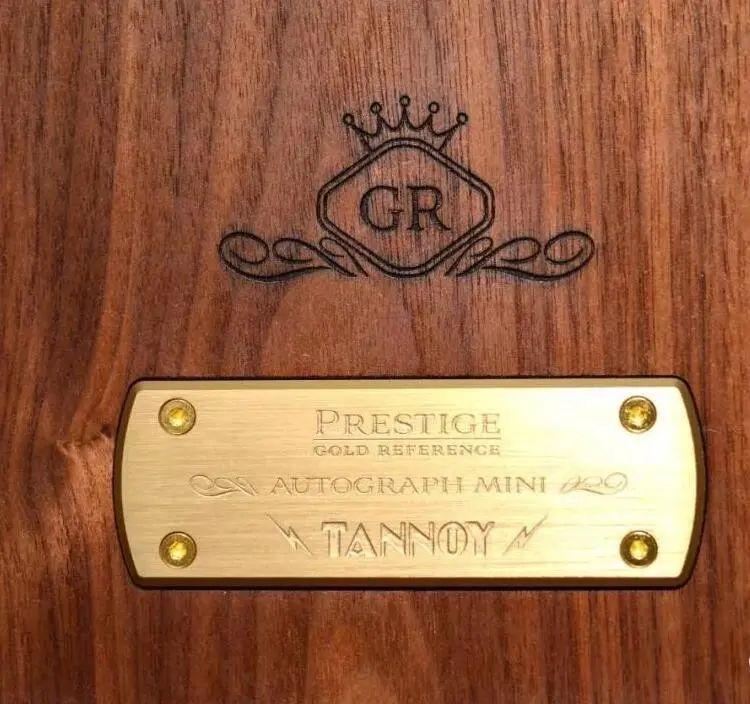 GR
PRESTIGE
GOLD REFERENCE
AUTOGRAPH MINI
TANNOY